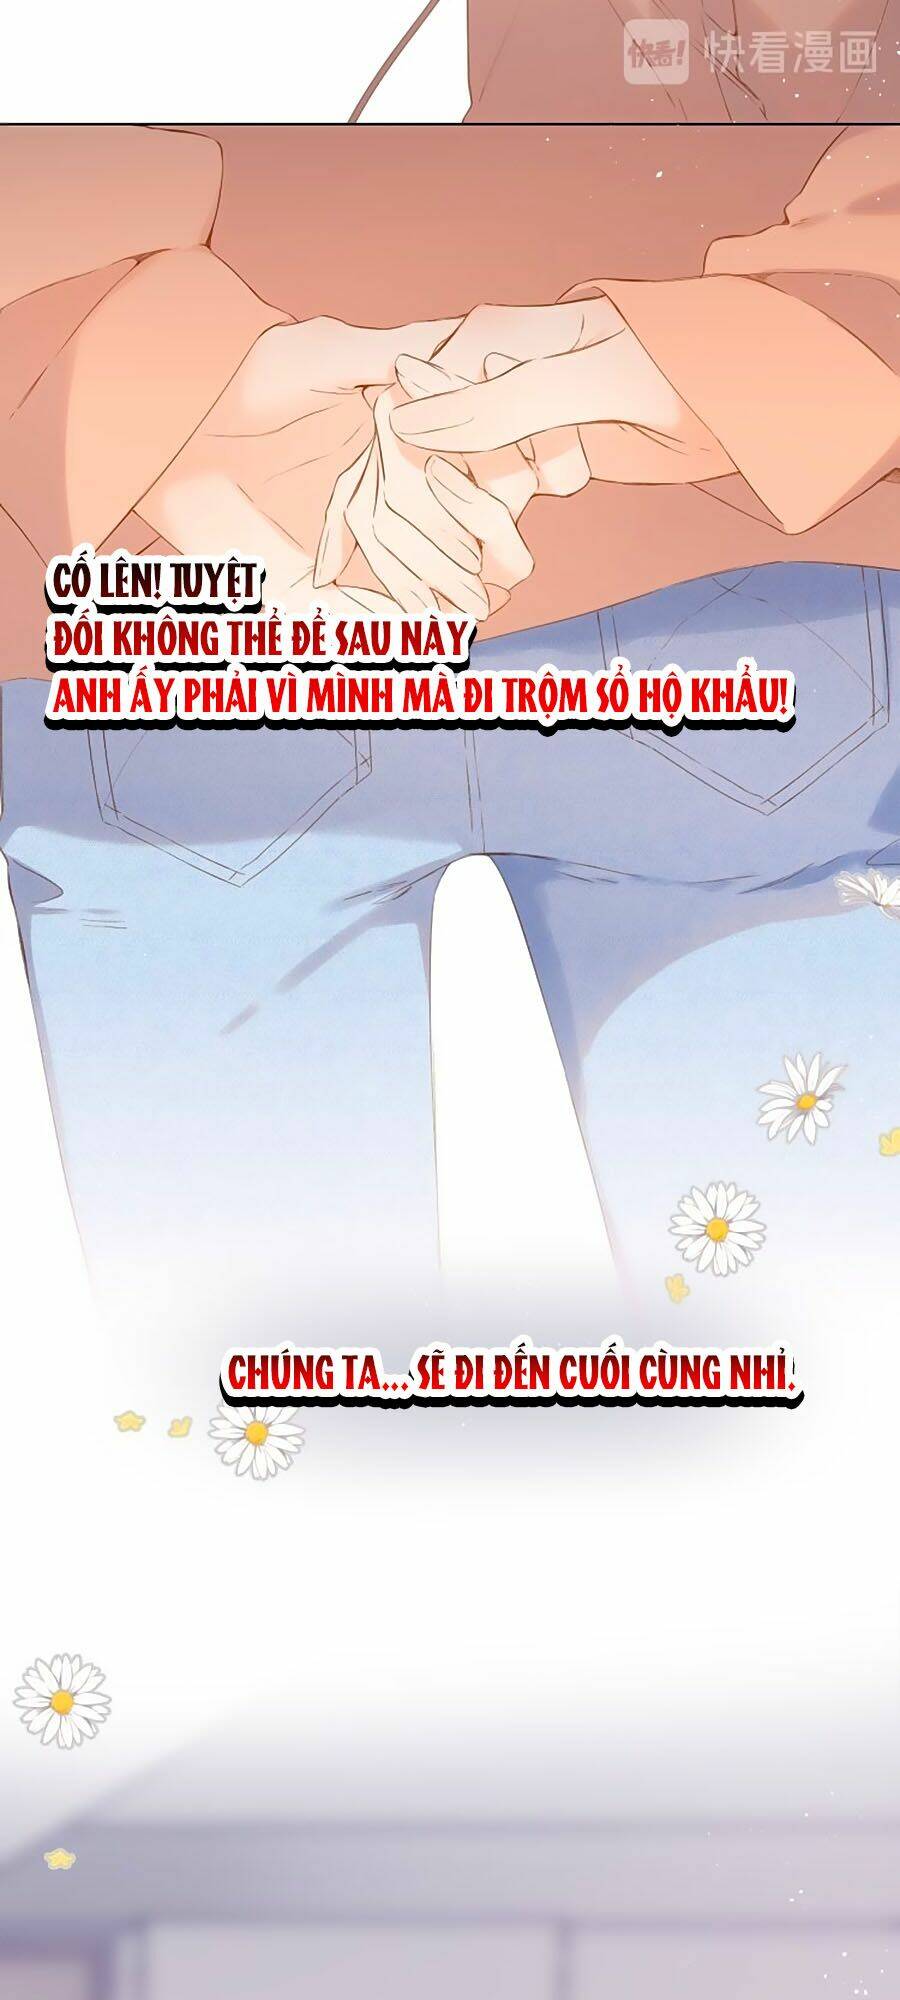 快看! 快看漫画
CỐ LÊN! TUYỆT
ĐỐI KHÔNG THỂ ĐỂ SAU NÀY
ANH ẤY PHẢI VÌ MÌNH MÀ ĐI TRỘM SỔ HỘ KHẨU!
CHÚNG TA... SẼ ĐI ĐẾN CUỐI CÙNG NHỈ.